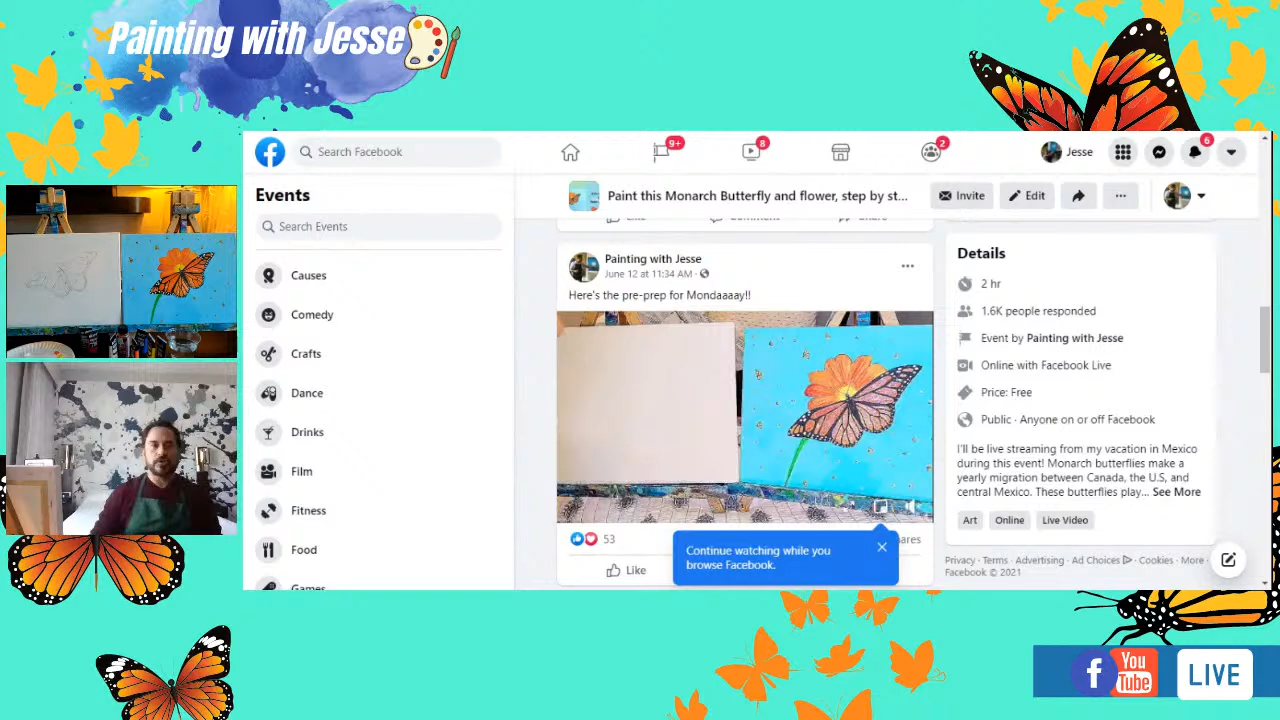 Painting with Jesse
Search Facebook
9+
8
2
Jesse
6
Events
Search Events
Causes
Comedy
Crafts
Dance
Drinks
Film
Fitness
Food
Games
Paint this Monarch Butterfly and flower, step by st...
Invite
Edit
Like
Comment
Share
Painting with Jesse
June 12 at 11:34 AM
Here's the pre-prep for Mondaaaay!!
53
Like
Continue watching while you
browse Facebook.
Details
2 hr
1.6K people responded
Event by Painting with Jesse
Online with Facebook Live
Price: Free
Public · Anyone on or off Facebook
I'll be live streaming from my vacation in Mexico
during this event! Monarch butterflies make a
yearly migration between Canada, the U.S, and
central Mexico. These butterflies play... See More
Art
Online
Live Video
Privacy · Terms · Advertising · Ad Choices · Cookies · More ·
Facebook © 2021
f
You
Tube
LIVE